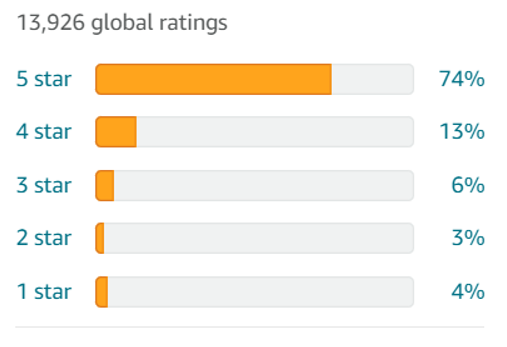 13,926 global ratings
5 star 74%
4 star 13%
3 star 6%
2 star 3%
1 star 4%